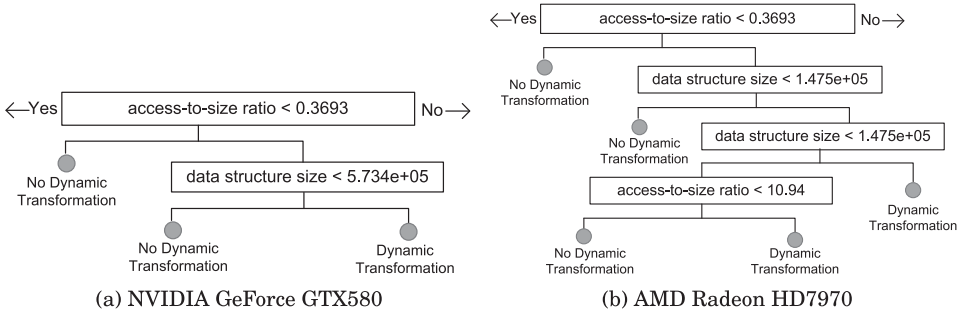 Yes access-to-size ratio < 0.3693 No
No Dynamic
Transformation
data structure size < 5.734e+05
No Dynamic
Transformation
Dynamic
Transformation
(a) NVIDIA GeForce GTX580
Yes access-to-size ratio < 0.3693 No
No Dynamic
Transformation
data structure size < 1.475e+05
No Dynamic
Transformation
data structure size < 1.475e+05
access-to-size ratio < 10.94
Dynamic
Transformation
No Dynamic
Transformation
Dynamic
Transformation
(b) AMD Radeon HD7970